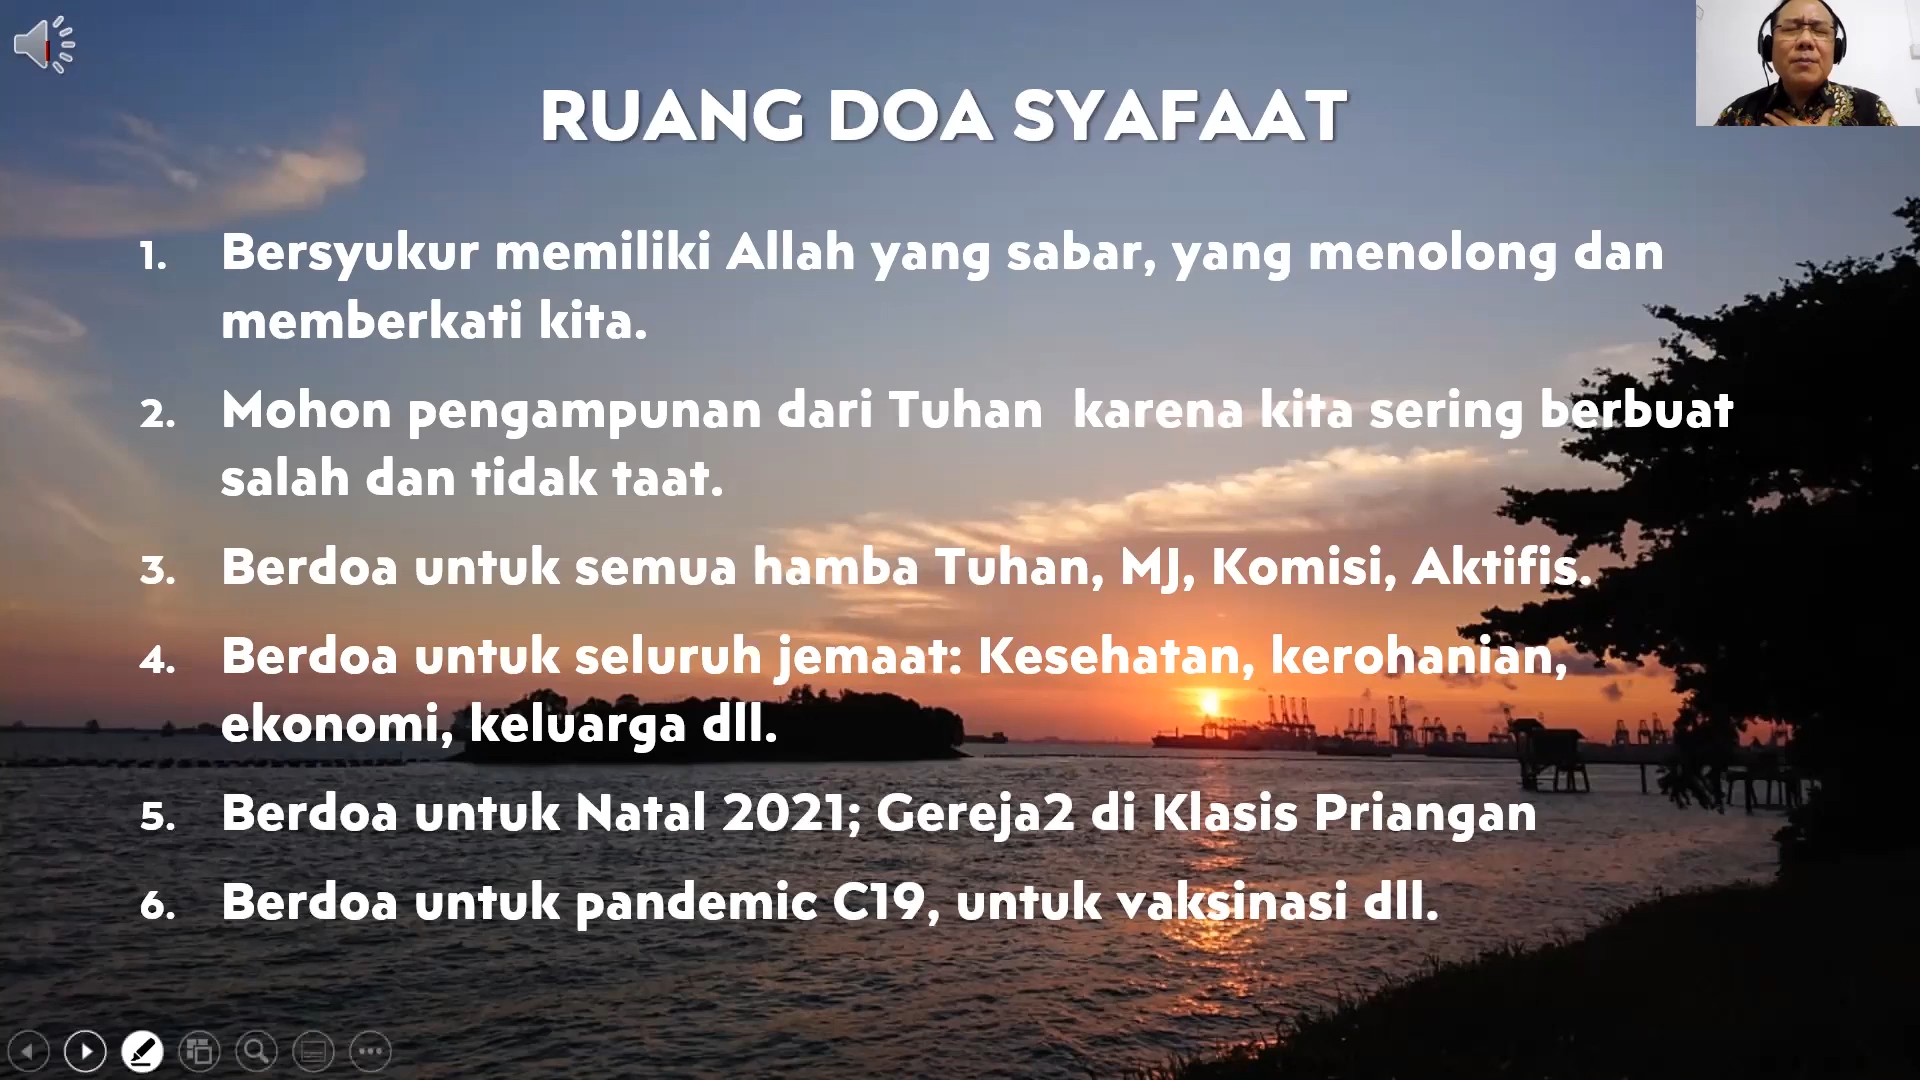 RUANG DOA SYAFAAT
1. Bersyukur memiliki Allah yang sabar, yang menolong dan
memberkati kita.
2. Mohon pengampunan dari Tuhan  karena kita sering berbuat
salah dan tidak taat.
3. Berdoa untuk semua hamba Tuhan, MJ, Komisi, Aktifis.
4. Berdoa untuk seluruh jemaat: Kesehatan, kerohanian,
ekonomi, keluarga dll.
5. Berdoa untuk Natal 2021; Gereja2 di Klasis Priangan
6. Berdoa untuk pandemic C19, untuk vaksinasi dll.